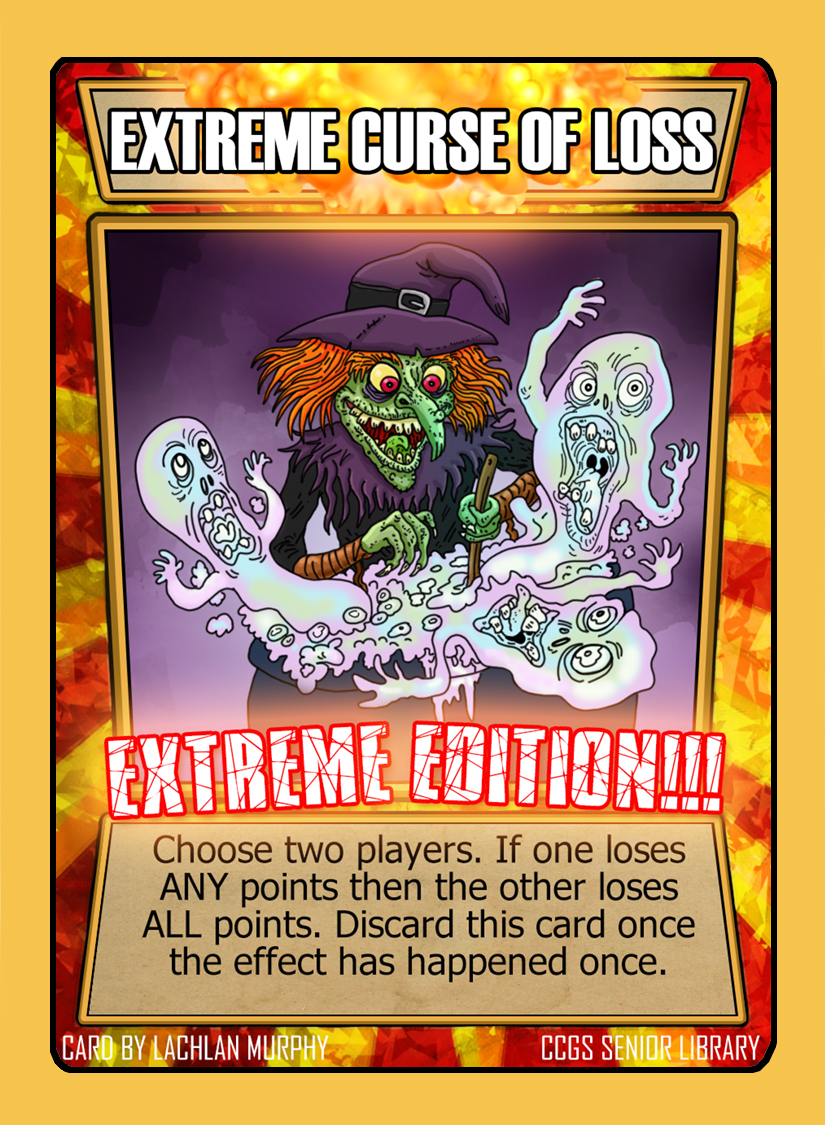 EXTREME CURSE OF LOSS
EXTREME EDITION!!!
Choose two players. If one loses
ANY points then the other loses
ALL points. Discard this card once
the effect has happened once.
CARD BY LACHLAN MURPHY
CCGS SENIOR LIBRARY